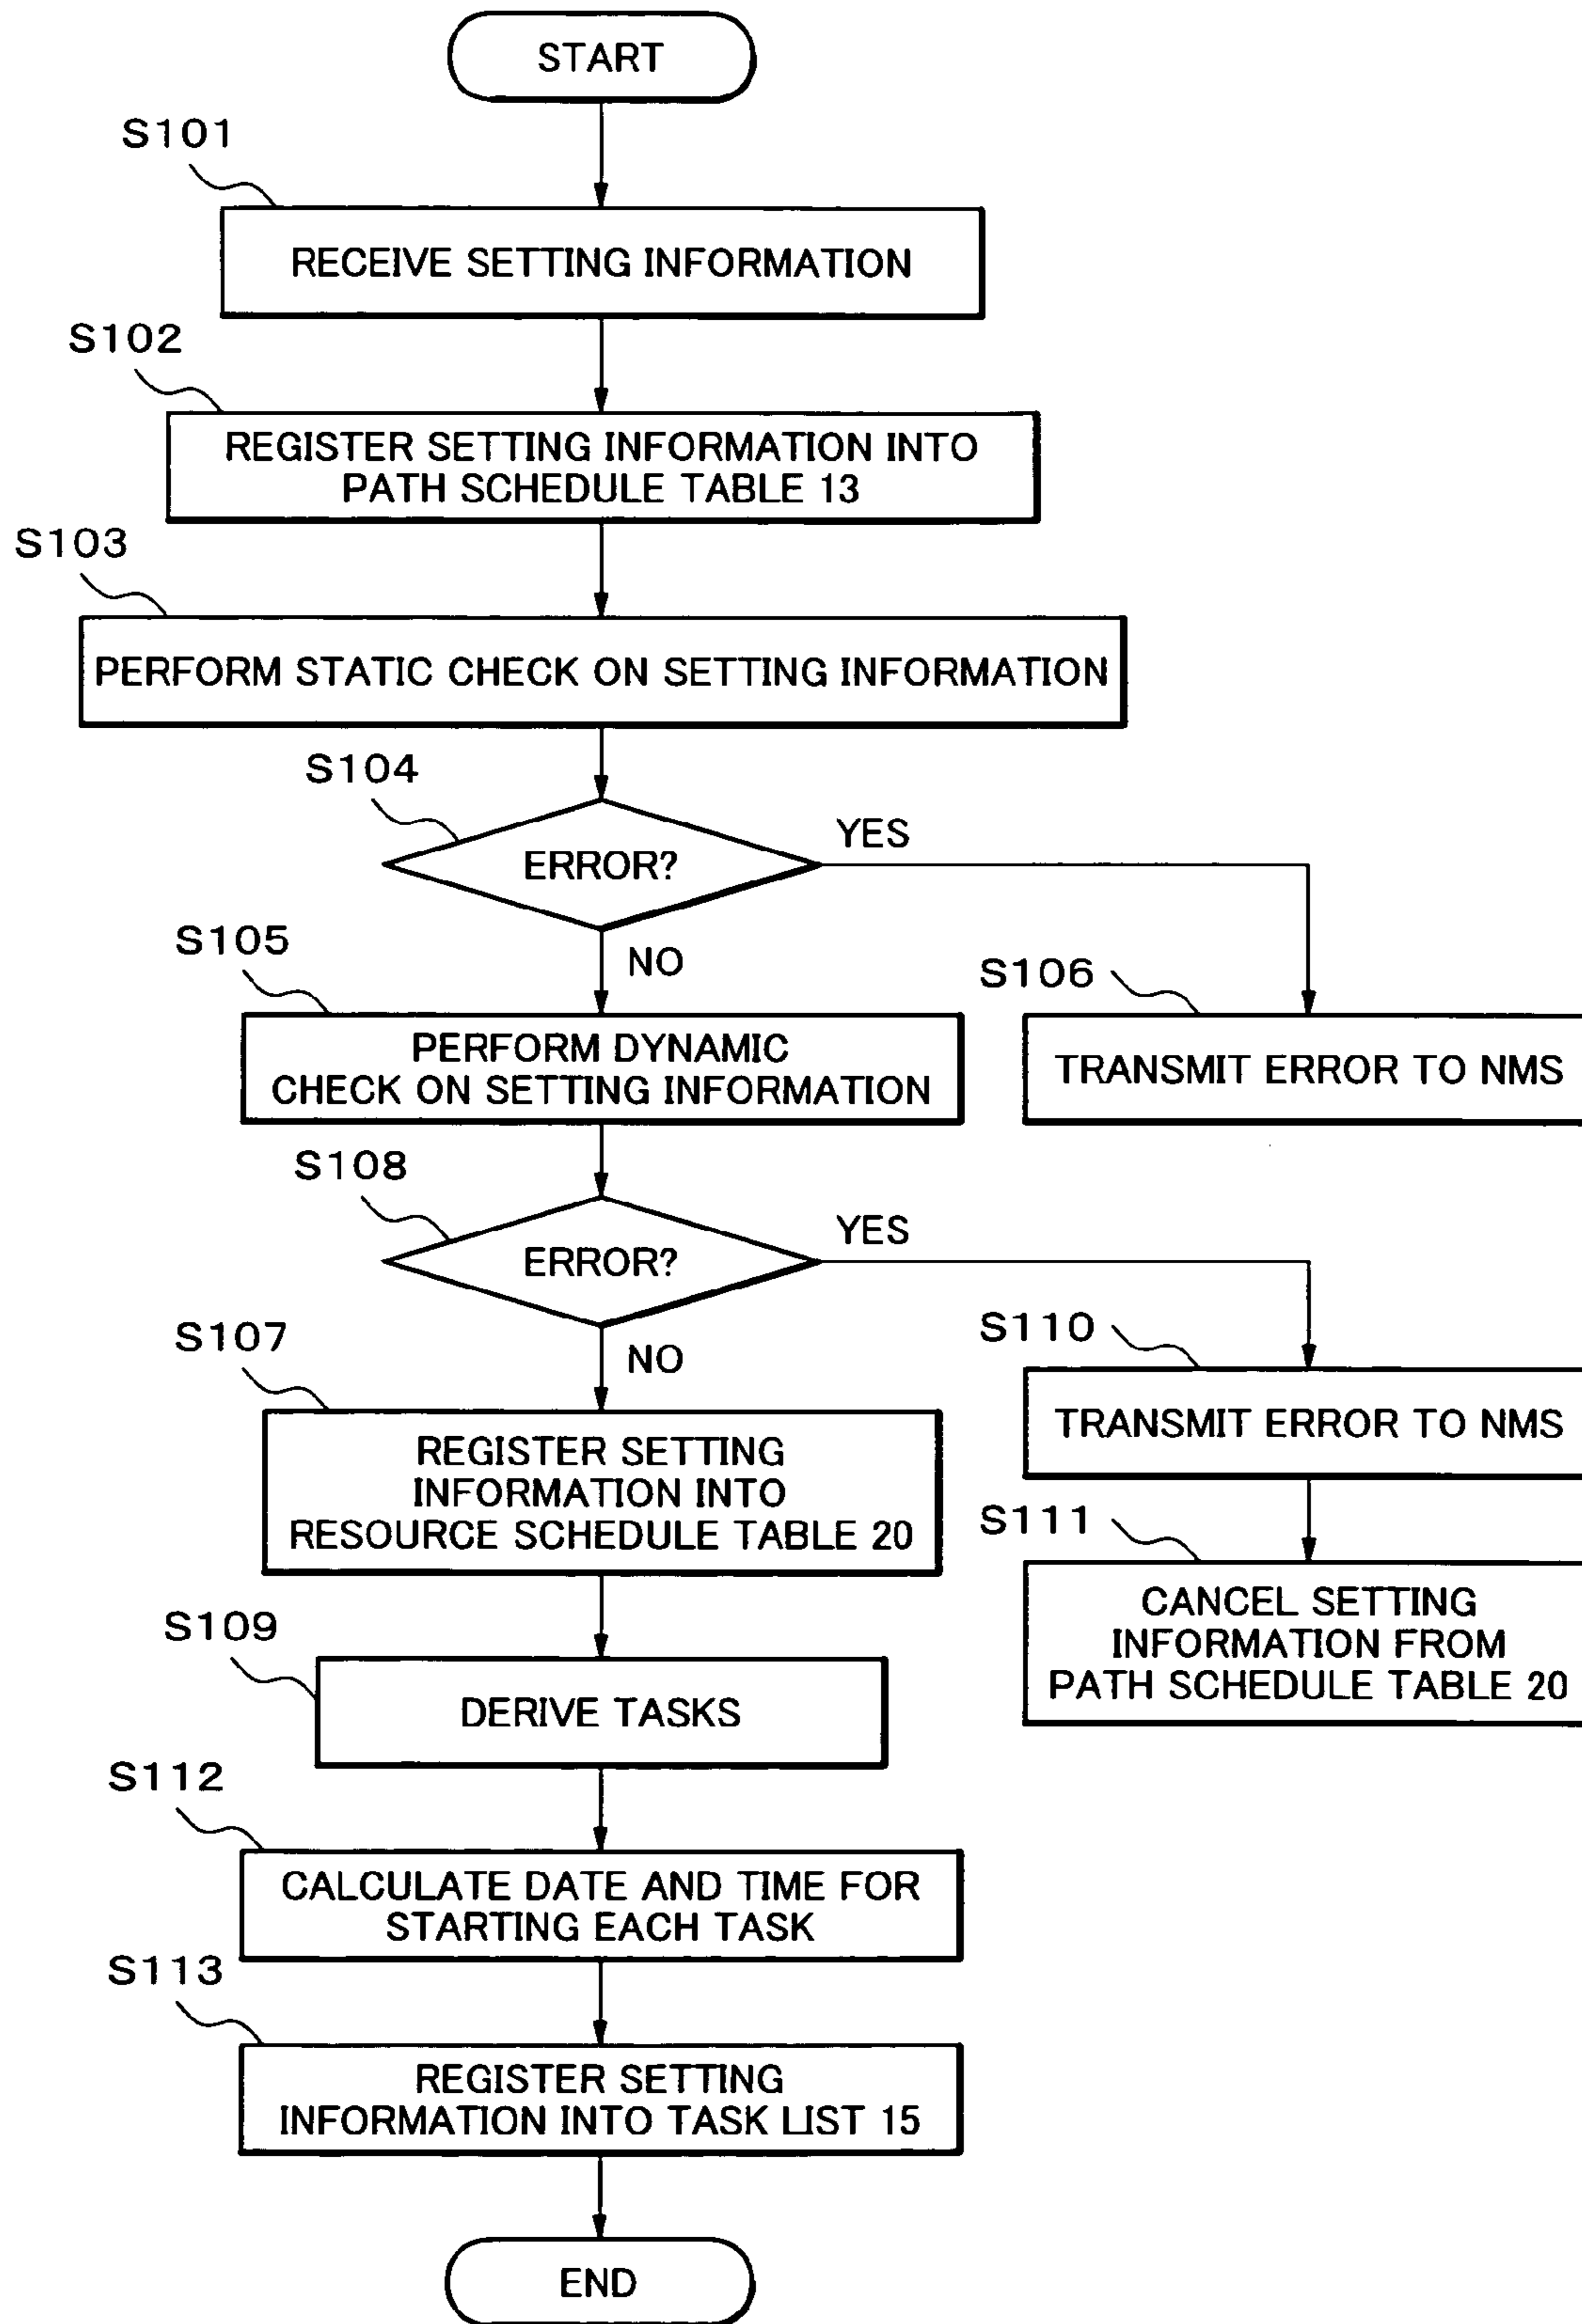 START
S101
RECEIVE SETTING INFORMATION
S102
REGISTER SETTING INFORMATION INTO
PATH SCHEDULE TABLE 13
S103
PERFORM STATIC CHECK ON SETTING INFORMATION
S104
ERROR?
YES
NO
S105
PERFORM DYNAMIC
CHECK ON SETTING INFORMATION
S106
TRANSMIT ERROR TO NMS
S108
ERROR?
YES
NO
S107
REGISTER SETTING
INFORMATION INTO
RESOURCE SCHEDULE TABLE 20
S110
TRANSMIT ERROR TO NMS
S111
CANCEL SETTING
INFORMATION FROM
PATH SCHEDULE TABLE 20
S109
DERIVE TASKS
S112
CALCULATE DATE AND TIME FOR
STARTING EACH TASK
S113
REGISTER SETTING
INFORMATION INTO TASK LIST 15
END